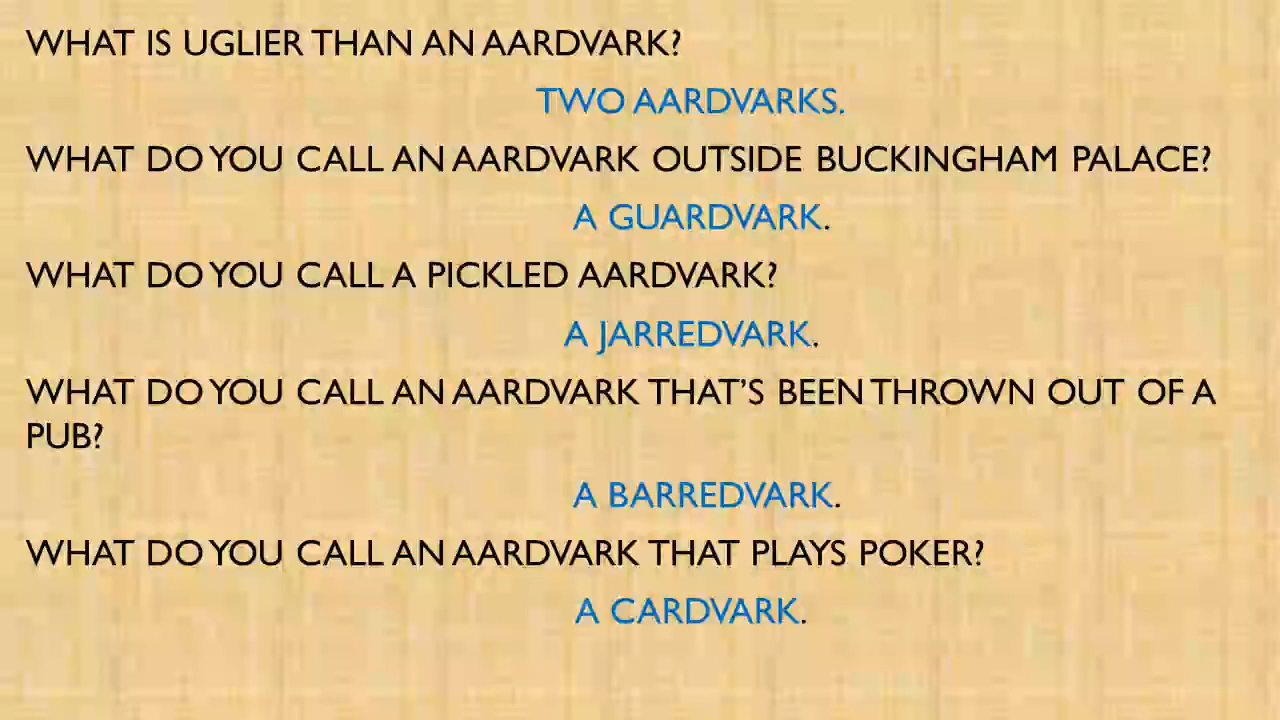 WHAT IS UGLIER THAN AN AARDVARK?
TWO AARDVARKS.
WHAT DO YOU CALL AN AARDVARK OUTSIDE BUCKINGHAM PALACE?
A GUARDVARK.
WHAT DO YOU CALL A PICKLED AARDVARK?
A JARREDVARK.
WHAT DO YOU CALL AN AARDVARK THAT’S BEEN THROWN OUT OF A
PUB?
A BARREDVARK.
WHAT DO YOU CALL AN AARDVARK THAT PLAYS POKER?
A CARDVARK.